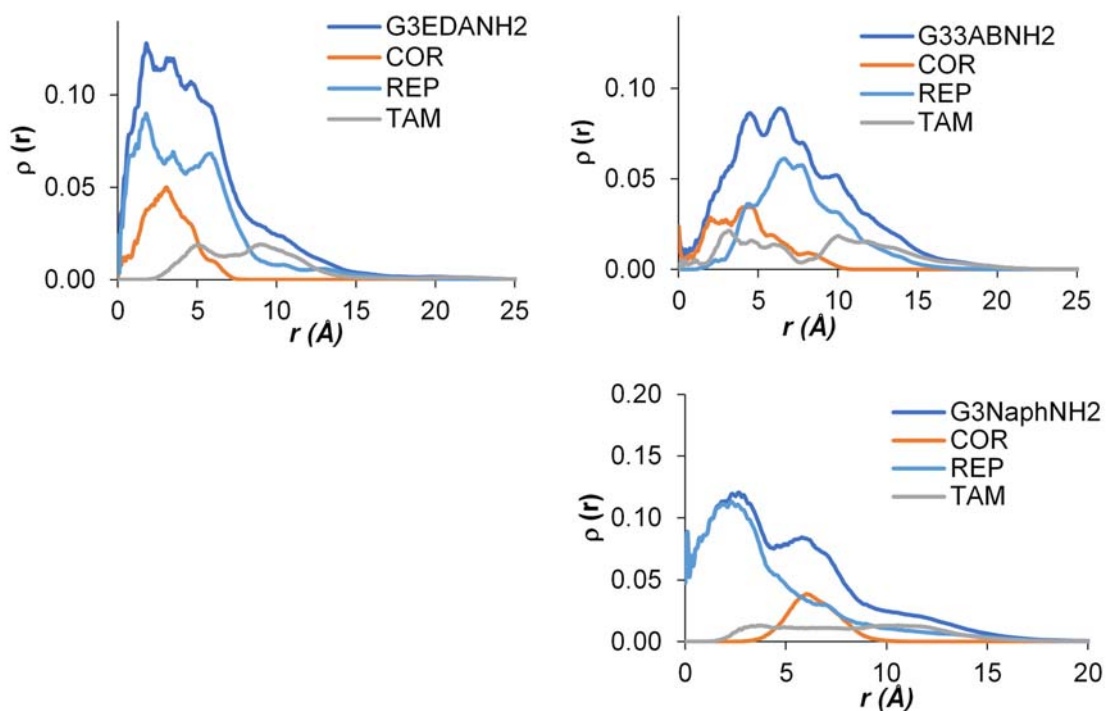 G3EDANH2
COR
REP
TAM
0.10
0.05
0.00
ρ (r)
0 5 10 15 20 25
r (Å)
G33ABNH2
COR
REP
TAM
0.10
0.05
0.00
ρ (r)
0 5 10 15 20 25
r (Å)
G3NaphNH2
COR
REP
TAM
0.20
0.15
0.10
0.05
0.00
ρ (r)
0 5 10 15 20
r (Å)